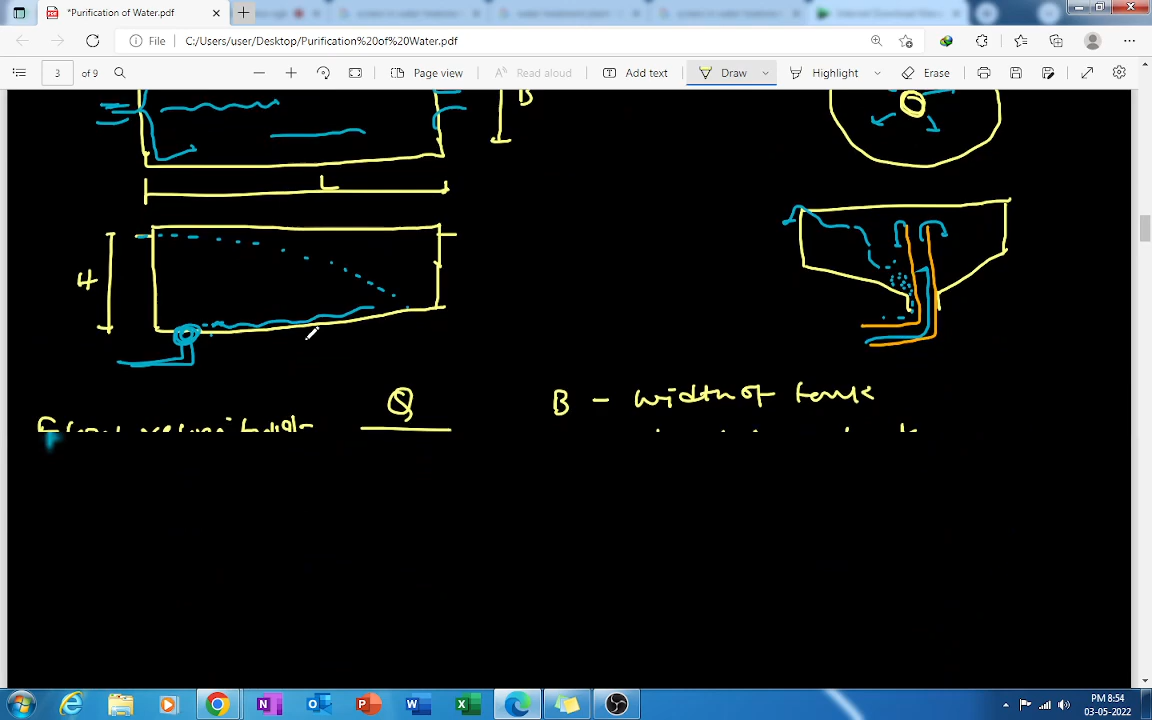 *Purification of Water.pdf
File C:/Users/user/Desktop/Purification%20of%20Water.pdf
3 of 9 Page view Read aloud Add text Draw Highlight Erase
B
L
H
Q
B - width of tank
PM 8:54
03-05-2022